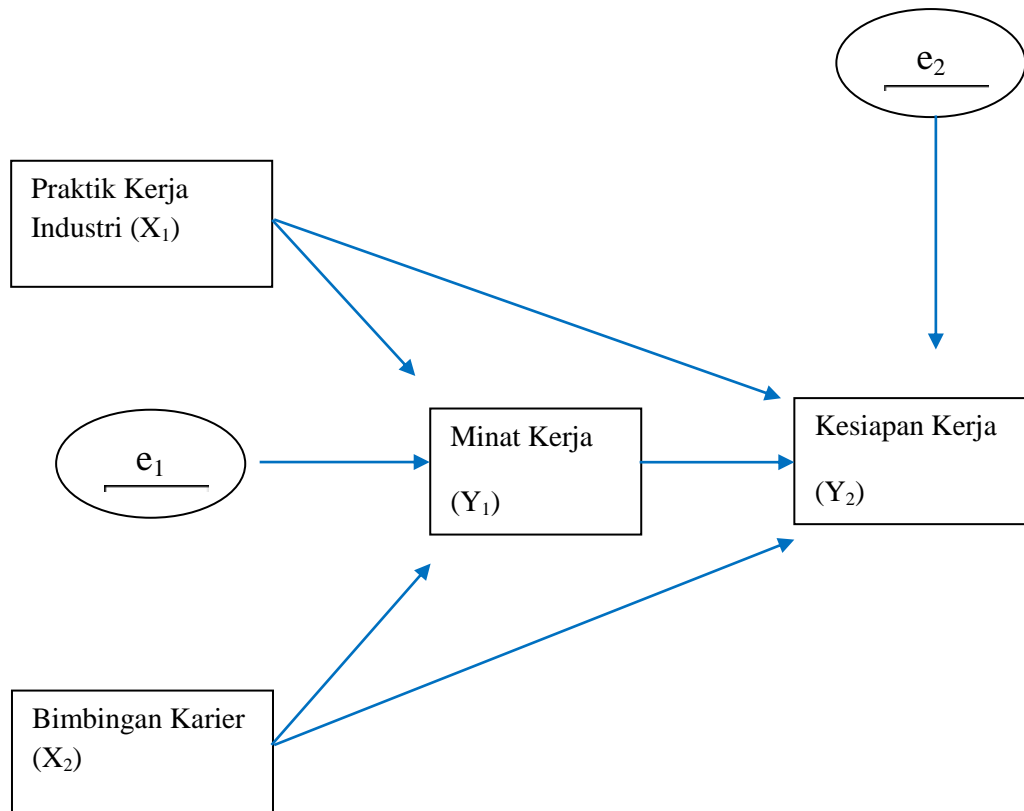 e₂
Praktik Kerja
Industri (X₁)
Minat Kerja
(Y₁)
Kesiapan Kerja
(Y₂)
e₁
Bimbingan Karier
(X₂)